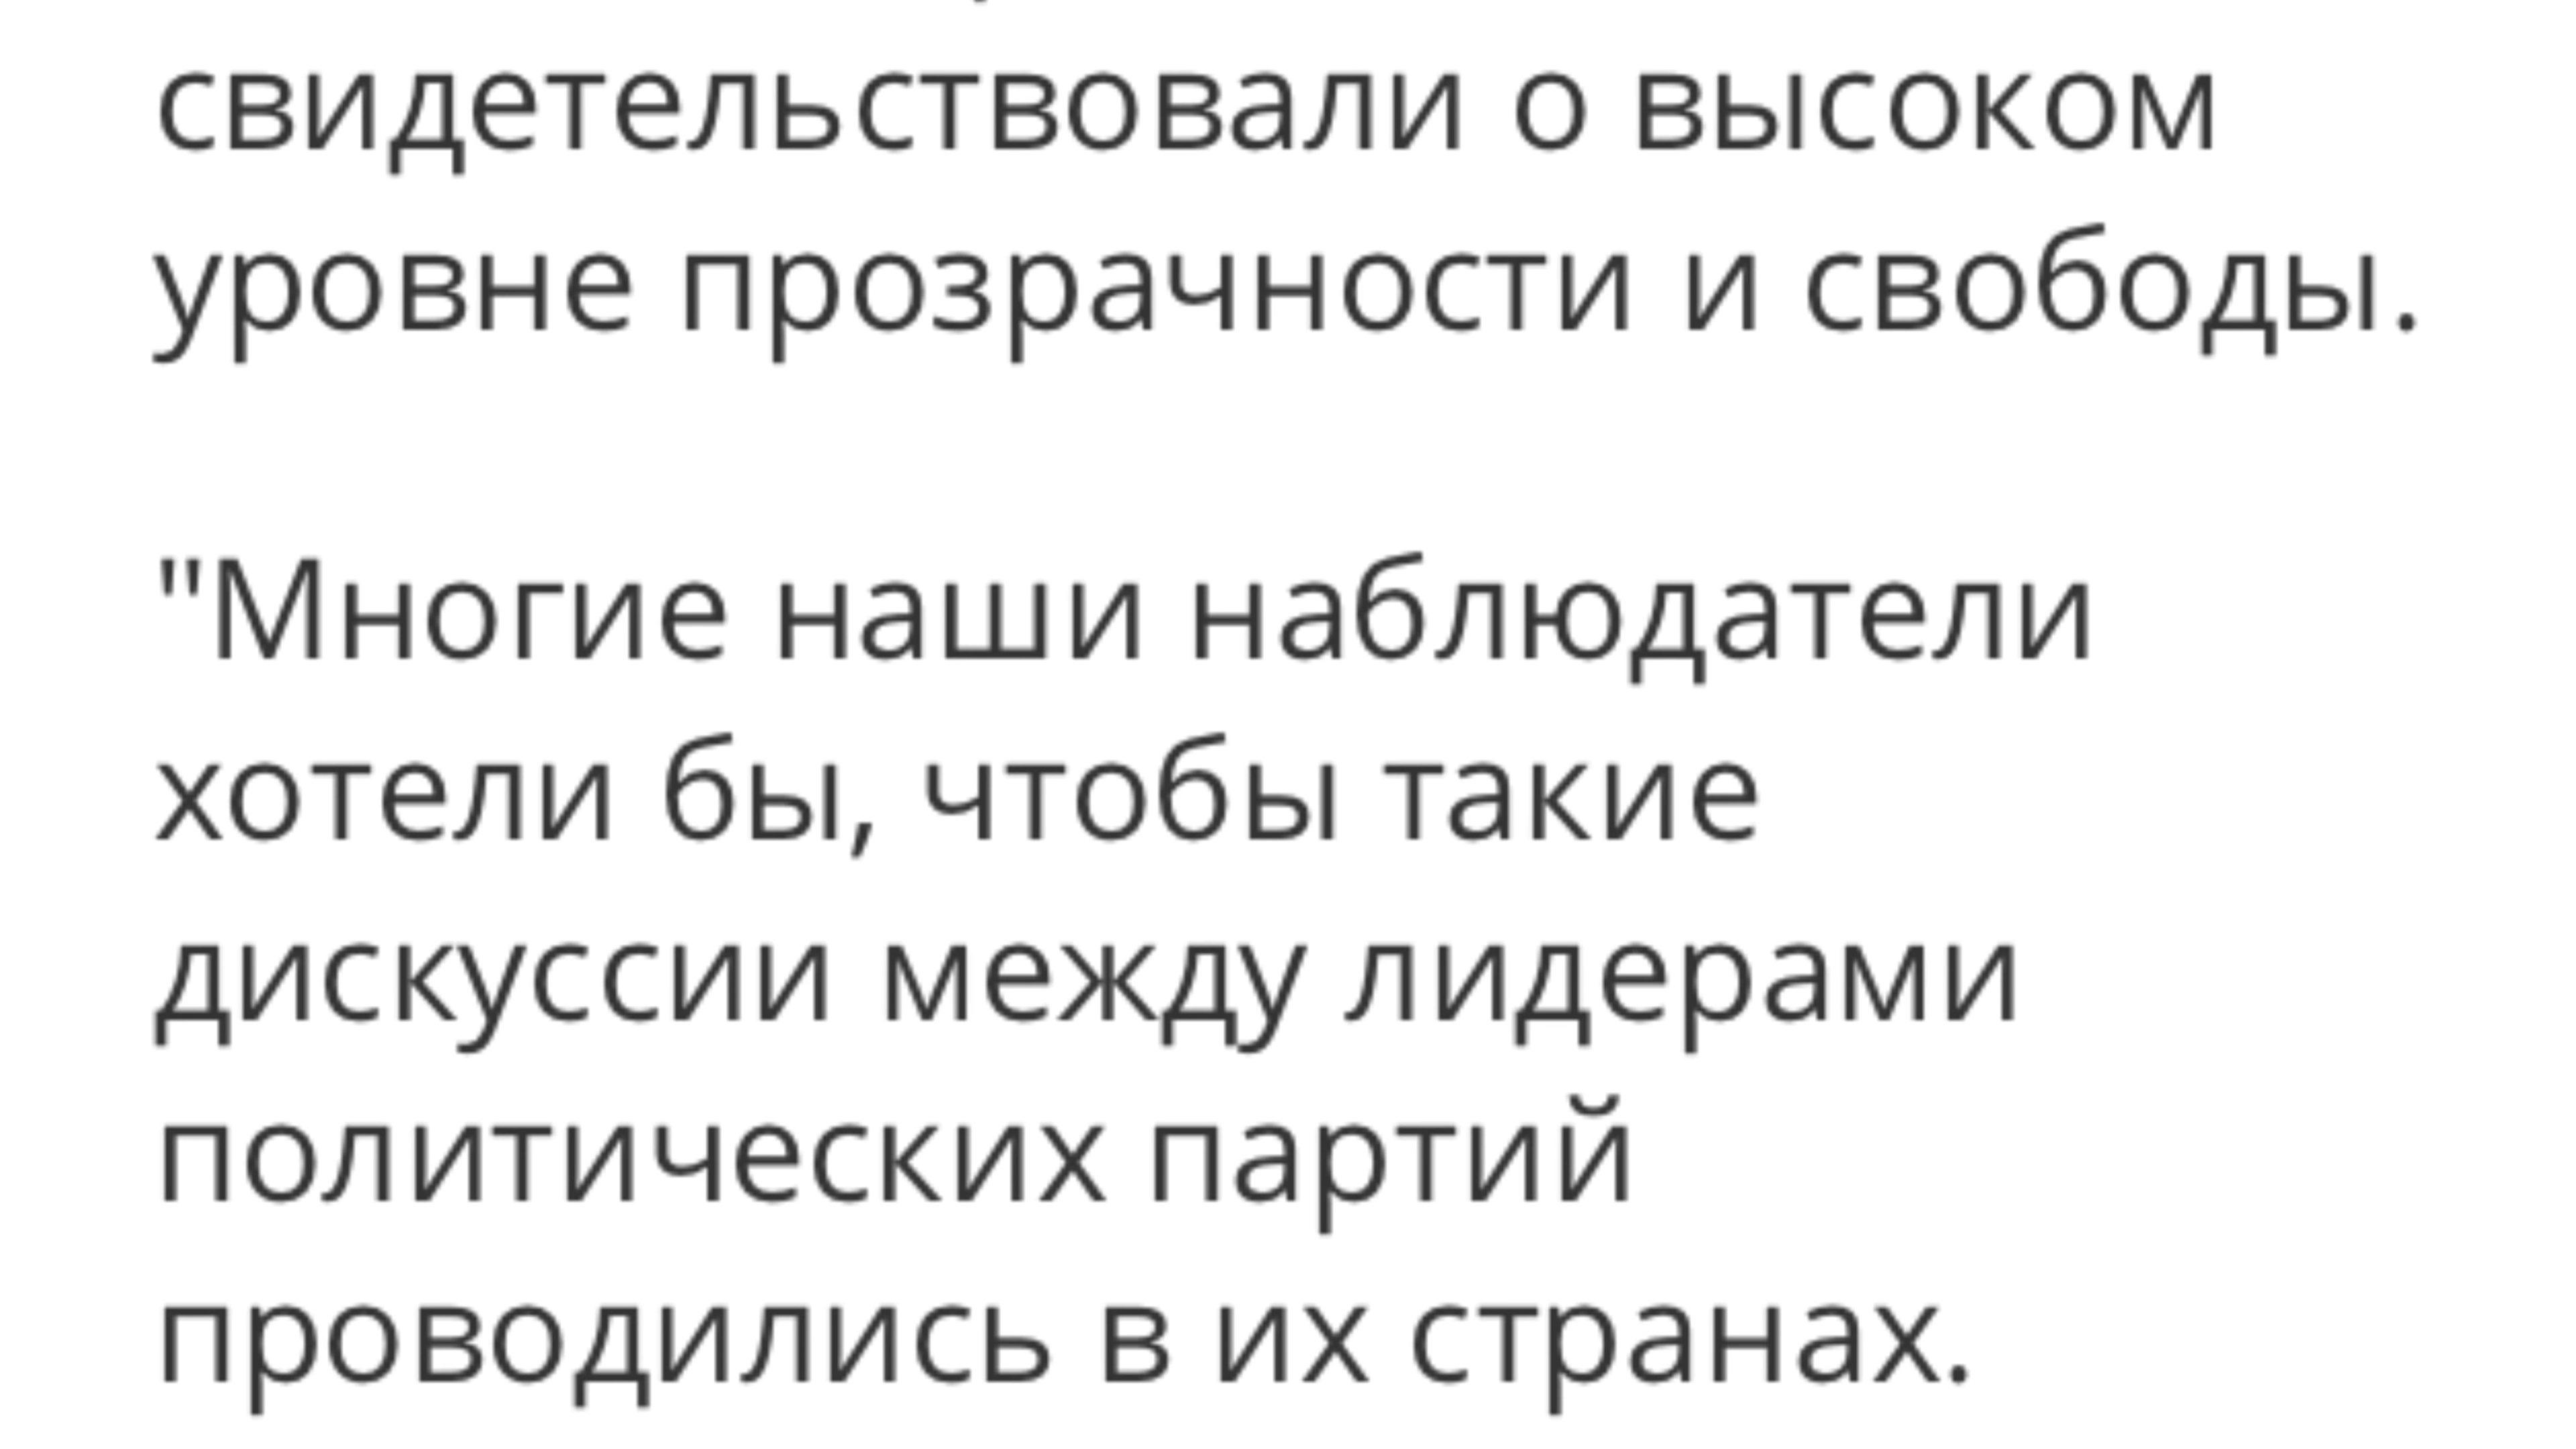 свидетельствовали о высоком
уровне прозрачности и свободы.
"Многие наши наблюдатели
хотели бы, чтобы такие
дискуссии между лидерами
политических партий
проводились в их странах.